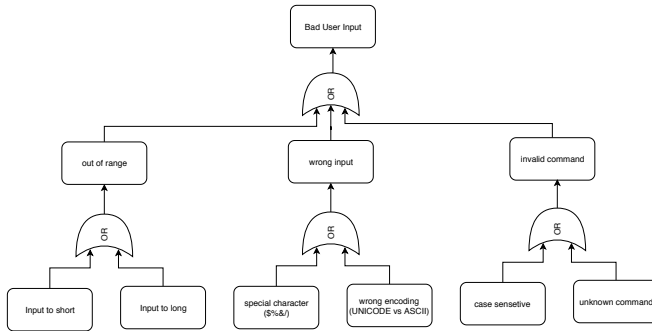 Bad User Input
OR
out of range
wrong input
invalid command
OR
OR
OR
Input to short
Input to long
special character
($%&/)
wrong encoding
(UNICODE vs ASCII)
case sensetive
unknown command